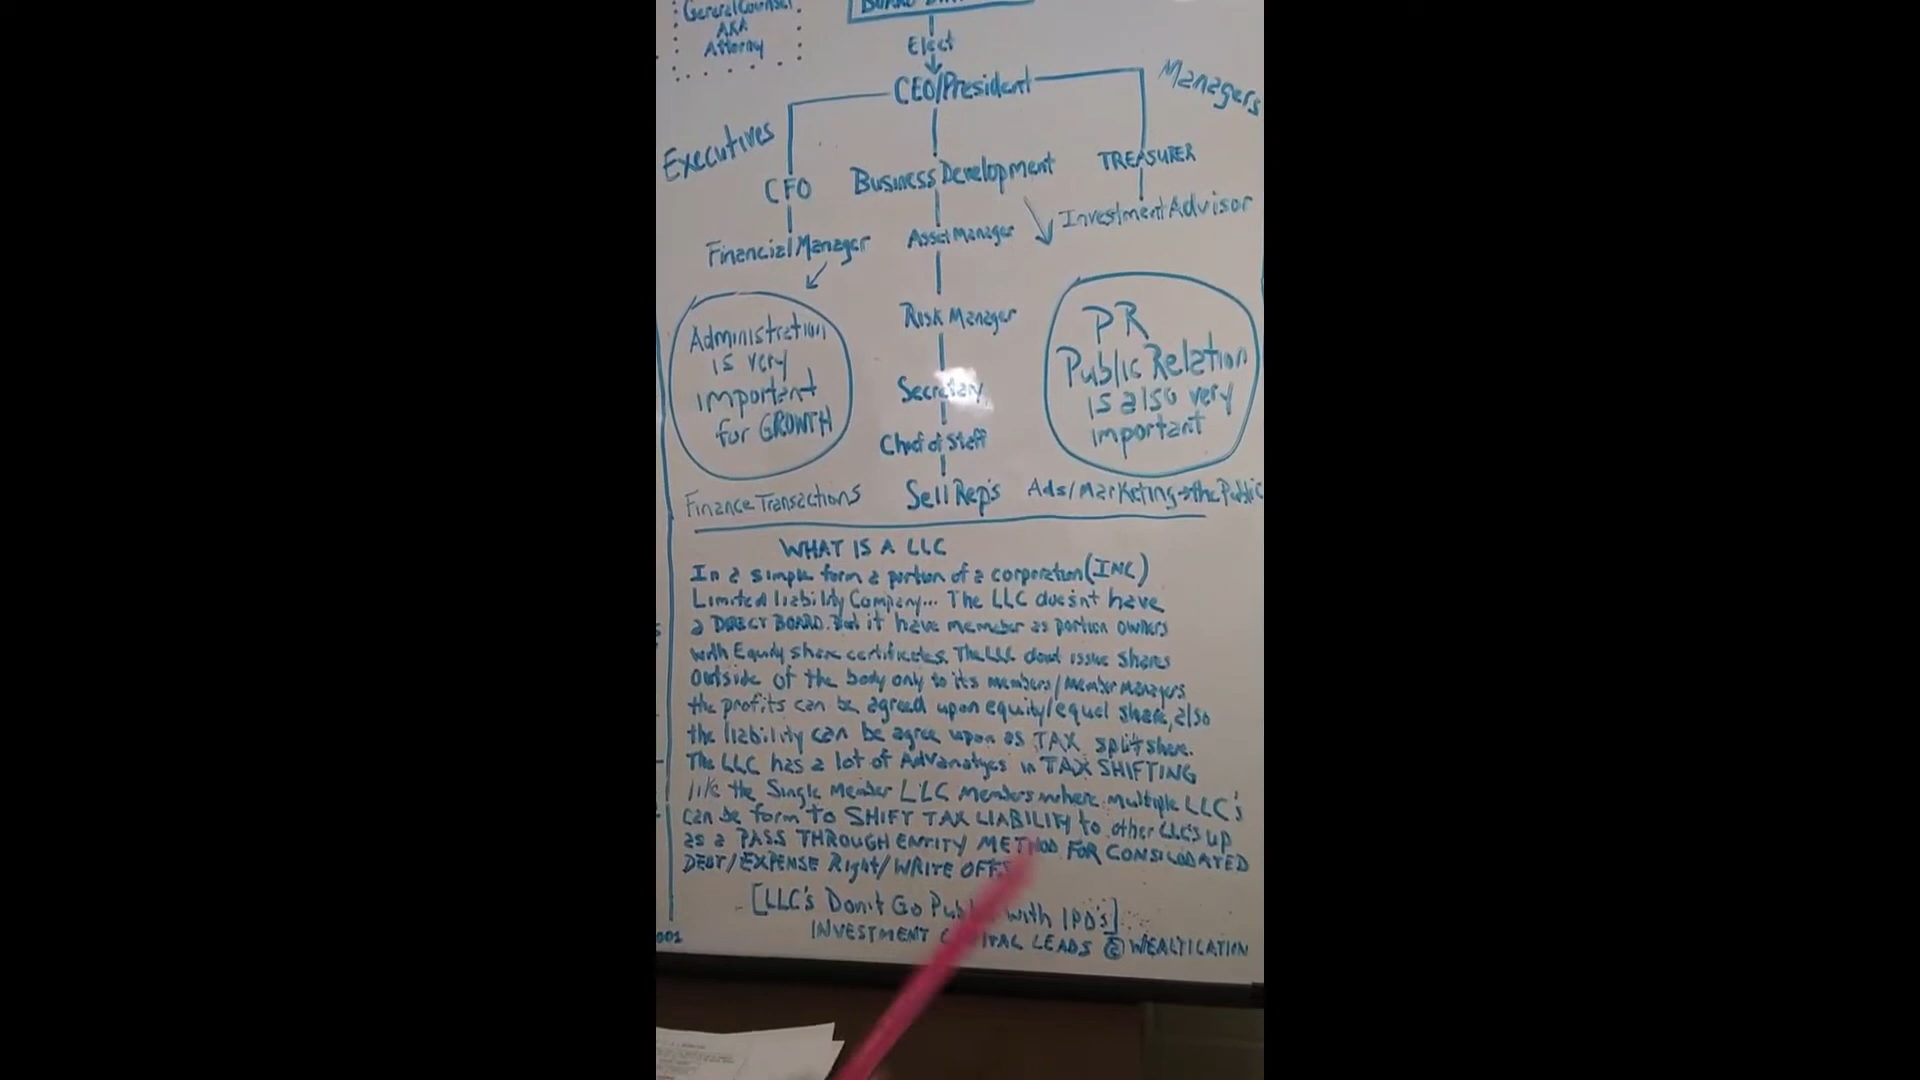 General Counsel
AKA
Attorney
Elect
CEO/President
Managers
Executives
CFO
Business Development
TREASURER
Investment Advisor
Financial Manager
Asset Manager
Risk Manager
Administration
is very
important
for GROWTH
PR
Public Relation
is also very
important
Secretary
Chief of Staff
Finance Transactions
Sell Rep's
Ads/Marketing → the Public
WHAT IS A LLC
In a simple form a portion of a corporation (INC)
Limited liability Company... The LLC doesn't have
a DIRECT BOARD. But it have member as portion owners
with Equity share certificates. The LLC dont issue shares
outside of the body only to its members/member managers
the profits can be agreed upon equity/equel share, also
the liability can be agree upon as TAX split share.
The LLC has a lot of Advanatges in TAX SHIFTING
like the Single Member LLC Members where multiple LLC's
can be form to SHIFT TAX LIABILITY to other LLC's up
as a PASS THROUGH ENTITY METHOD FOR CONSILODATED
DEBT/EXPENSE Right/WRITE OFFS
[LLC's Don't Go Public with IPO's]
001
INVESTMENT CAPITAL LEADS © WEALTICATION